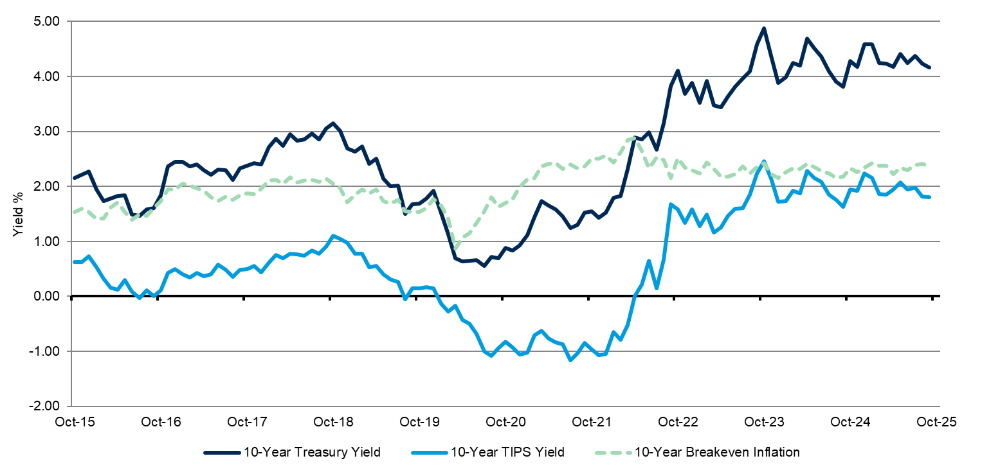 5.00
4.00
3.00
2.00
1.00
0.00
-1.00
-2.00
Yield %
Oct-15 Oct-16 Oct-17 Oct-18 Oct-19 Oct-20 Oct-21 Oct-22 Oct-23 Oct-24 Oct-25
10-Year Treasury Yield 10-Year TIPS Yield 10-Year Breakeven Inflation